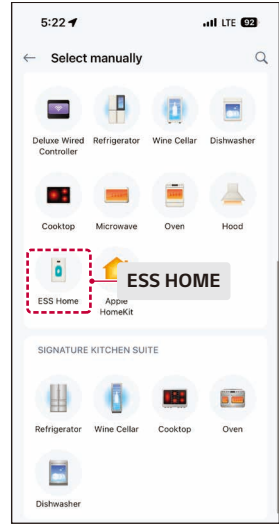 5:22 LTE 92
Select manually
Deluxe Wired Controller Refrigerator Wine Cellar Dishwasher
Cooktop Microwave Oven Hood
ESS Home Apple HomeKit
ESS HOME
SIGNATURE KITCHEN SUITE
Refrigerator Wine Cellar Cooktop Oven
Dishwasher